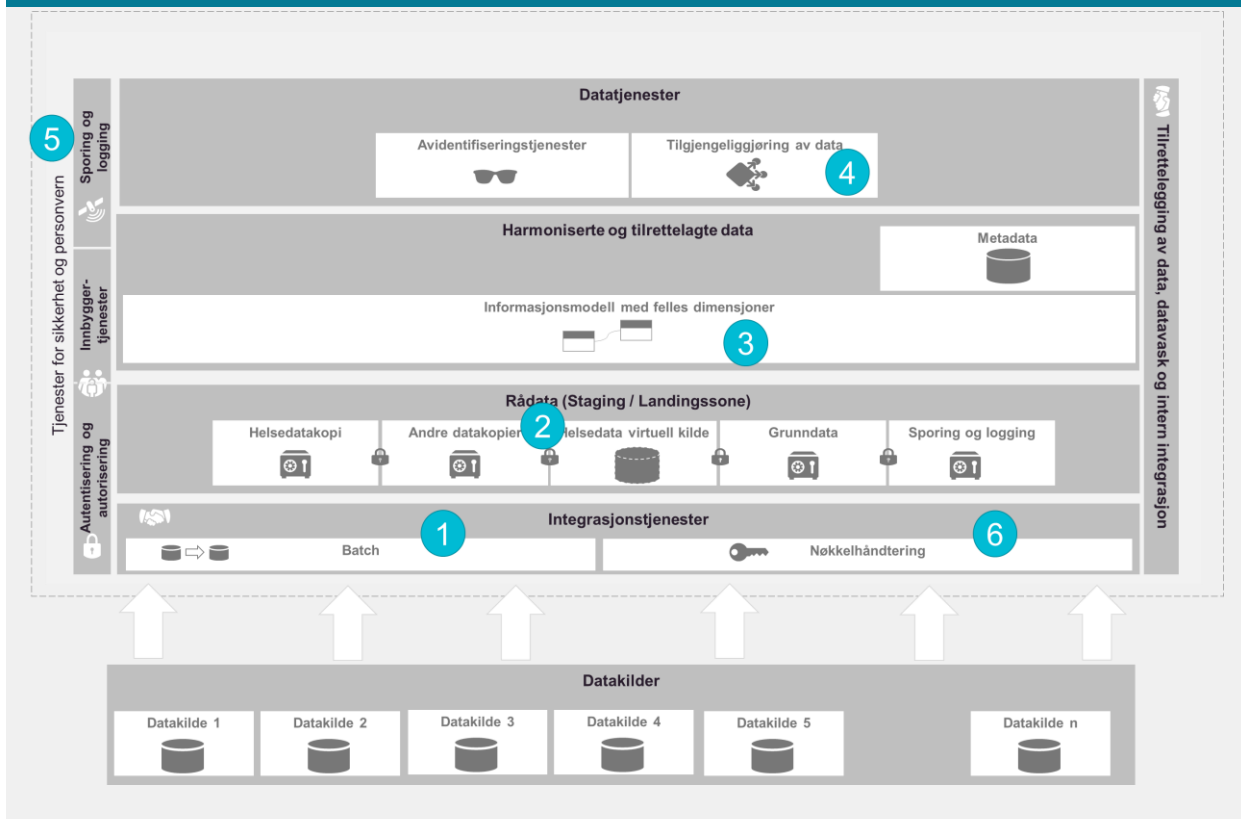 Datatjenester
Avidentifiseringstjenester
Tilgjengeliggjøring av data
4
5
Sporing og
logging
Tjenester for sikkerhet og personvern
Harmoniserte og tilrettelagte data
Metadata
Informasjonsmodell med felles dimensjoner
3
Innbygger-
tjenester
Rådata (Staging / Landingssone)
2
Helsedatakopi
Andre datakopier
Helsedata virtuell kilde
Grunndata
Sporing og logging
Autentisering og
autorisering
Integrasjonstjenester
1
Batch
6
Nøkkelhåndtering
Tilrettelegging av data, datavask og intern integrasjon
Datakilder
Datakilde 1
Datakilde 2
Datakilde 3
Datakilde 4
Datakilde 5
Datakilde n